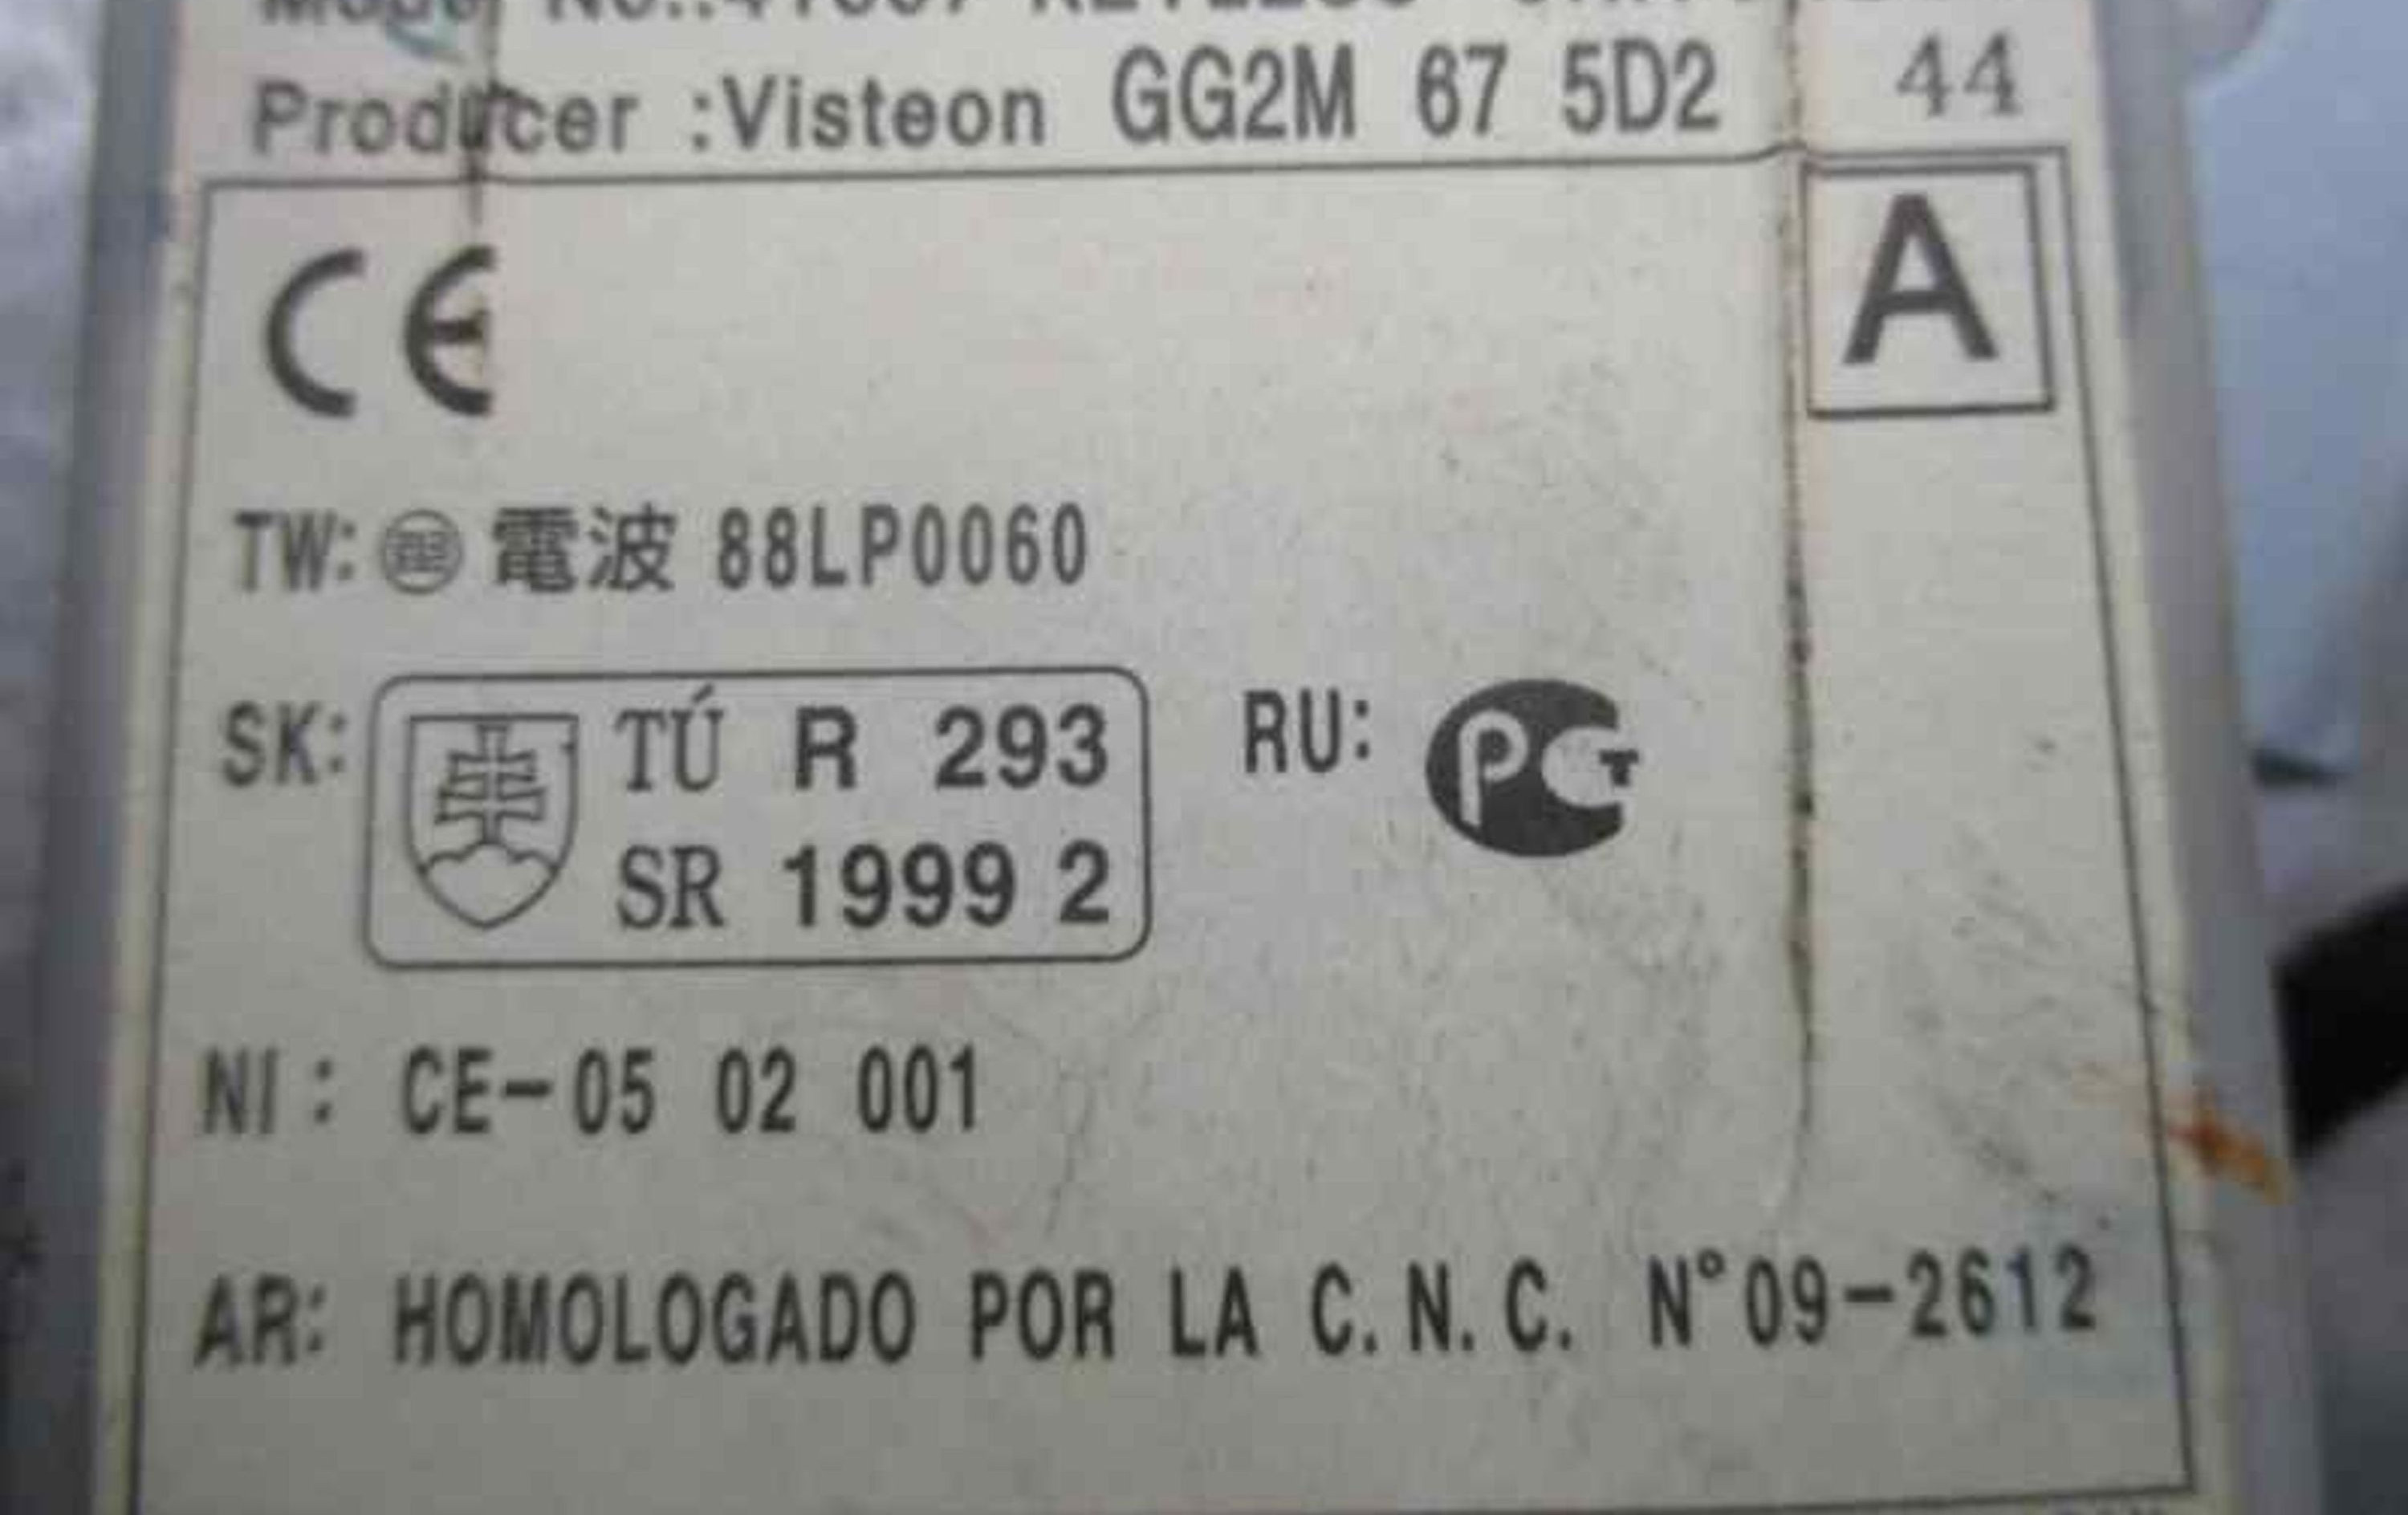 Producer :Visteon GG2M 67 5D2 44
CE
A
TW: 電波 88LP0060
SK: TÚ R 293
SR 1999 2
RU: PCT
NI: CE-05 02 001
AR: HOMOLOGADO POR LA C.N.C. N°09-2612